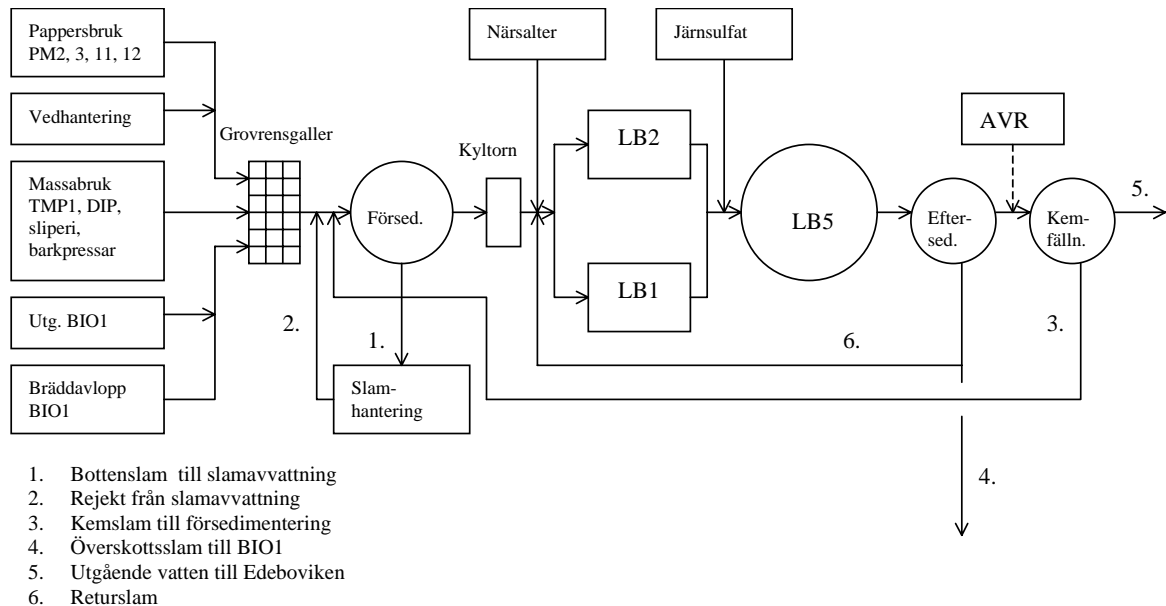 Pappersbruk
PM2, 3, 11, 12
Vedhantering
Massabruk
TMP1, DIP,
sliperi,
barkpressar
Utg. BIO1
Bräddavlopp
BIO1
Grovrensgaller
Försed.
Slam-
hantering
Kyltorn
Närsalter
Järnsulfat
LB2
LB1
LB5
Efter-
sed.
AVR
Kem-
fälln.
5.
2.
1.
6.
3.
4.
1. Bottenslam till slamavvattning
2. Rejekt från slamavvattning
3. Kemslam till försedimentering
4. Överskottsslam till BIO1
5. Utgående vatten till Edeboviken
6. Returslam